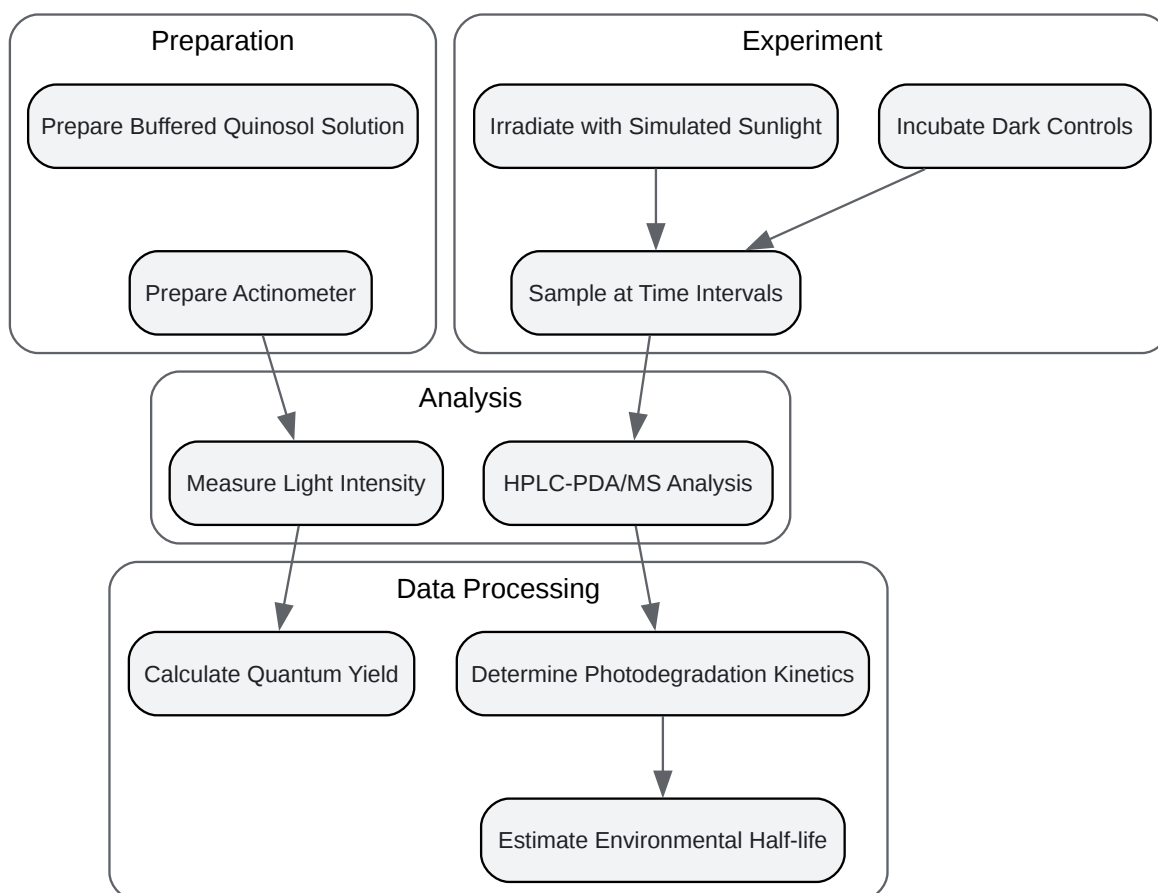 Preparation
Prepare Buffered Quinosol Solution
Prepare Actinometer
Experiment
Irradiate with Simulated Sunlight
Incubate Dark Controls
Sample at Time Intervals
Analysis
Measure Light Intensity
HPLC-PDA/MS Analysis
Data Processing
Calculate Quantum Yield
Determine Photodegradation Kinetics
Estimate Environmental Half-life